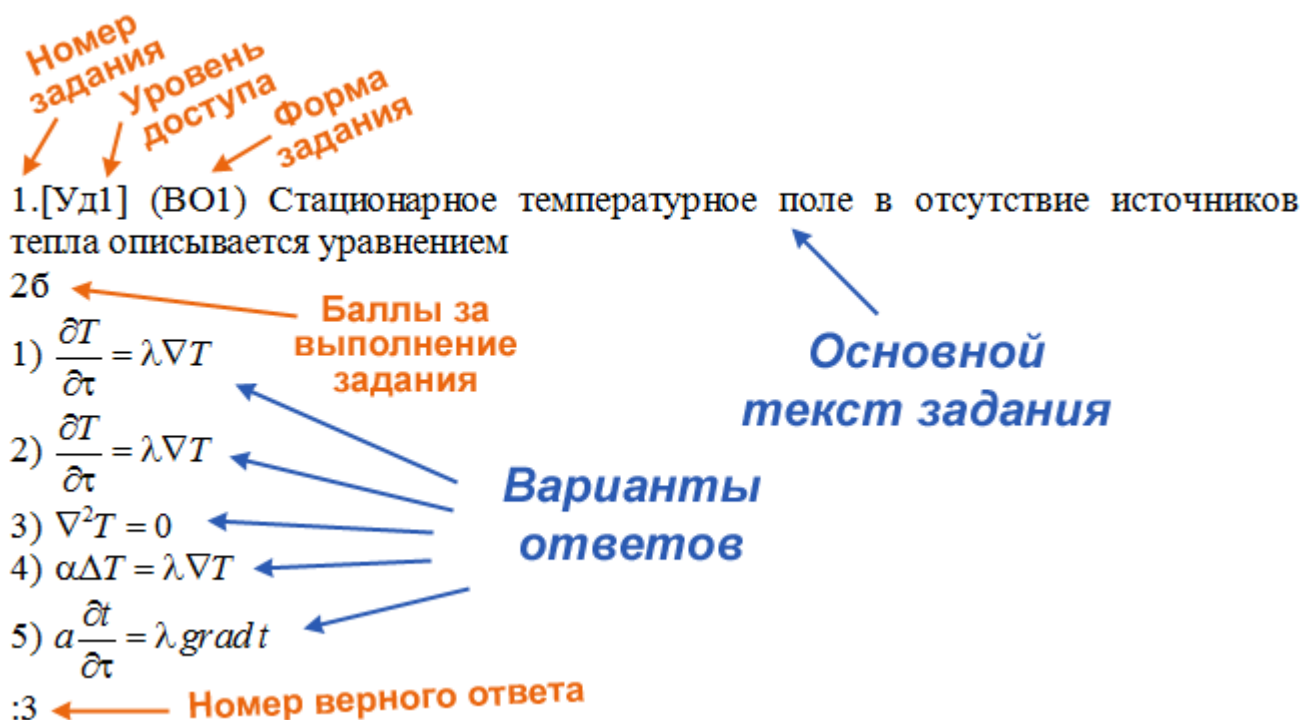 Номер
задания
Уровень
доступа
Форма
задания
1.[Уд1] (ВО1) Стационарное температурное поле в отсутствие источников
тепла описывается уравнением
2б
Баллы за
выполнение
задания
Основной
текст задания
1) ∂T/∂τ = λ∇T
2) ∂T/∂τ = λ∇T
3) ∇²T = 0
4) αΔT = λ∇T
5) a ∂t/∂τ = λ grad t
Варианты
ответов
:3
Номер верного ответа